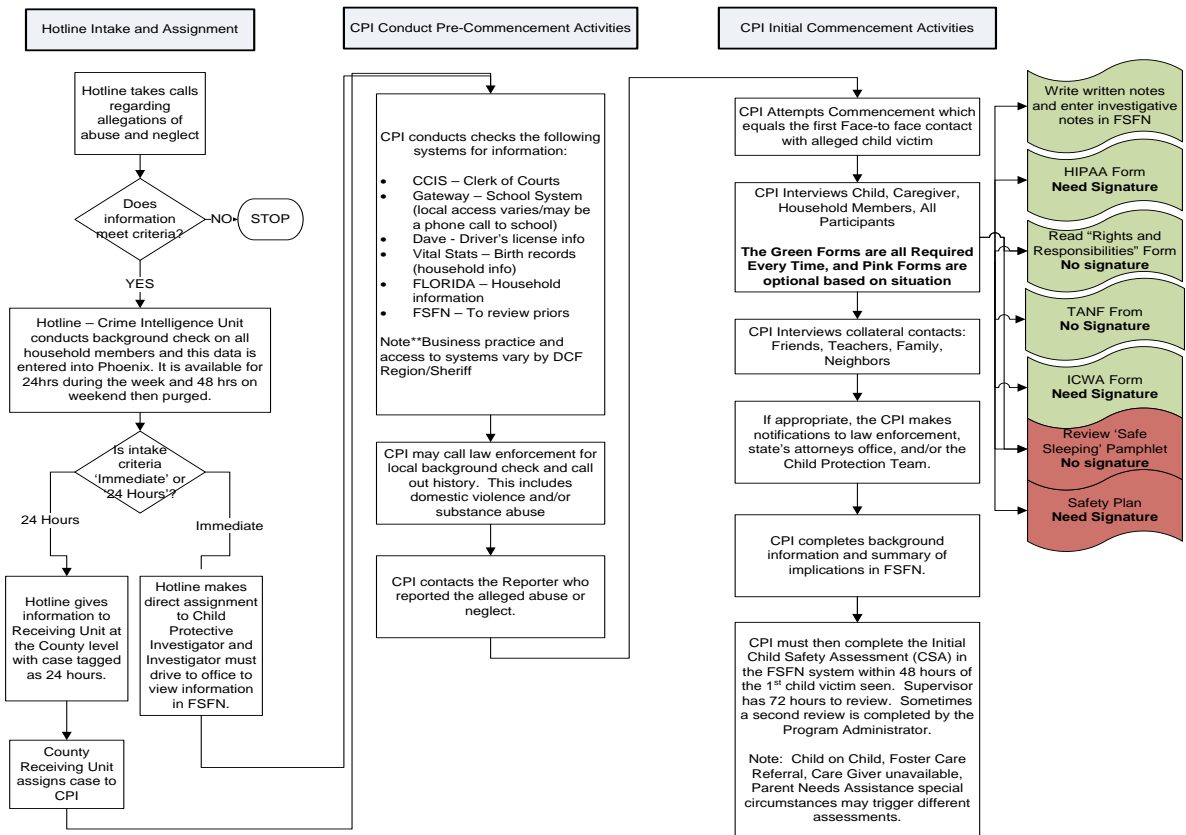 Hotline Intake and Assignment
Hotline takes calls
regarding
allegations of
abuse and neglect
Does
information
meet criteria?
NO
STOP
YES
Hotline – Crime Intelligence Unit
conducts background check on all
household members and this data is
entered into Phoenix. It is available for
24hrs during the week and 48 hrs on
weekend then purged.
Is intake
criteria
‘Immediate’ or
‘24 Hours’?
24 Hours
Immediate
Hotline gives
information to
Receiving Unit at
the County level
with case tagged
as 24 hours.
Hotline makes
direct assignment
to Child
Protective
Investigator and
Investigator must
drive to office to
view information
in FSFN.
County
Receiving Unit
assigns case to
CPI
CPI Conduct Pre-Commencement Activities
CPI conducts checks the following
systems for information:
• CCIS – Clerk of Courts
• Gateway – School System
(local access varies/may be
a phone call to school)
• Dave - Driver’s license info
• Vital Stats – Birth records
(household info)
• FLORIDA – Household
information
• FSFN – To review priors
Note**Business practice and
access to systems vary by DCF
Region/Sheriff
CPI may call law enforcement for
local background check and call
out history. This includes
domestic violence and/or
substance abuse
CPI contacts the Reporter who
reported the alleged abuse or
neglect.
CPI Initial Commencement Activities
CPI Attempts Commencement which
equals the first Face-to face contact
with alleged child victim
CPI Interviews Child, Caregiver,
Household Members, All
Participants
The Green Forms are all Required
Every Time, and Pink Forms are
optional based on situation
CPI Interviews collateral contacts:
Friends, Teachers, Family,
Neighbors
If appropriate, the CPI makes
notifications to law enforcement,
state’s attorneys office, and/or the
Child Protection Team.
CPI completes background
information and summary of
implications in FSFN.
CPI must then complete the Initial
Child Safety Assessment (CSA) in
the FSFN system within 48 hours of
the 1st child victim seen. Supervisor
has 72 hours to review. Sometimes
a second review is completed by the
Program Administrator.
Note: Child on Child, Foster Care
Referral, Care Giver unavailable,
Parent Needs Assistance special
circumstances may trigger different
assessments.
Write written notes
and enter investigative
notes in FSFN
HIPAA Form
Need Signature
Read “Rights and
Responsibilities” Form
No signature
TANF From
No Signature
ICWA Form
Need Signature
Review ‘Safe
Sleeping’ Pamphlet
No signature
Safety Plan
Need Signature